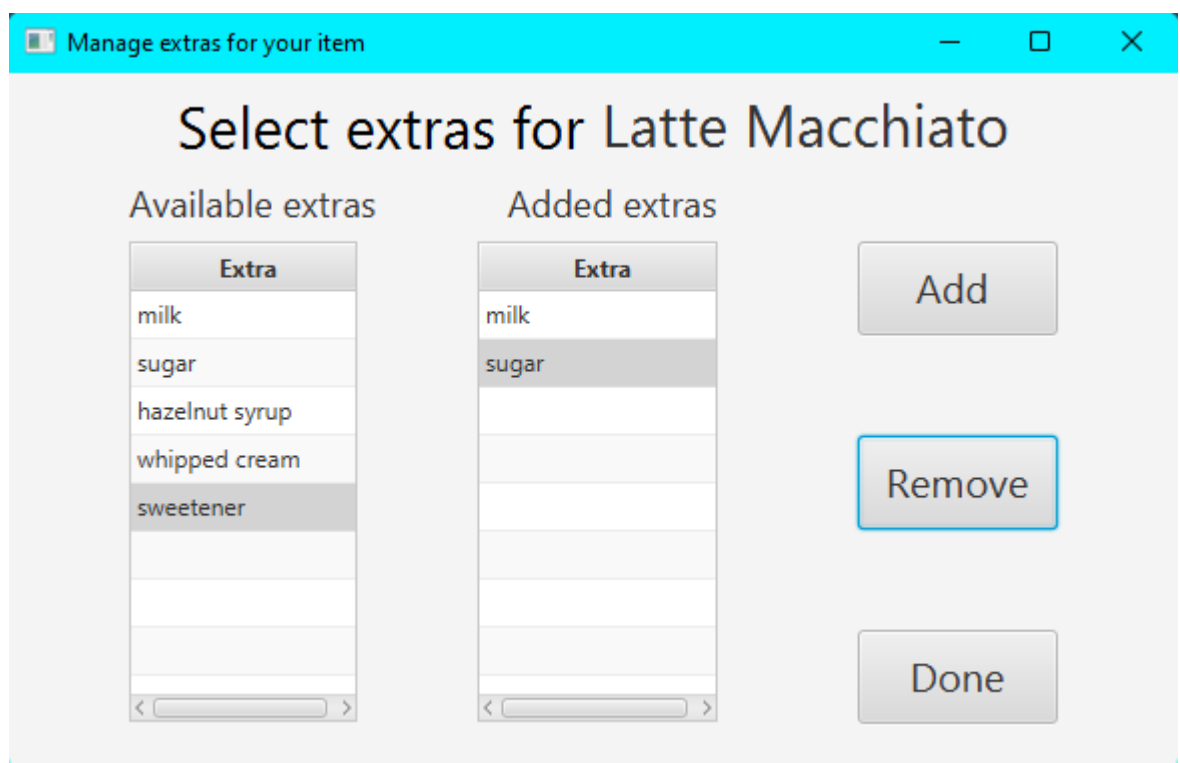 Manage extras for your item
Select extras for Latte Macchiato
Available extras
Added extras
Extra
milk
sugar
hazelnut syrup
whipped cream
sweetener
Extra
milk
sugar
Add
Remove
Done